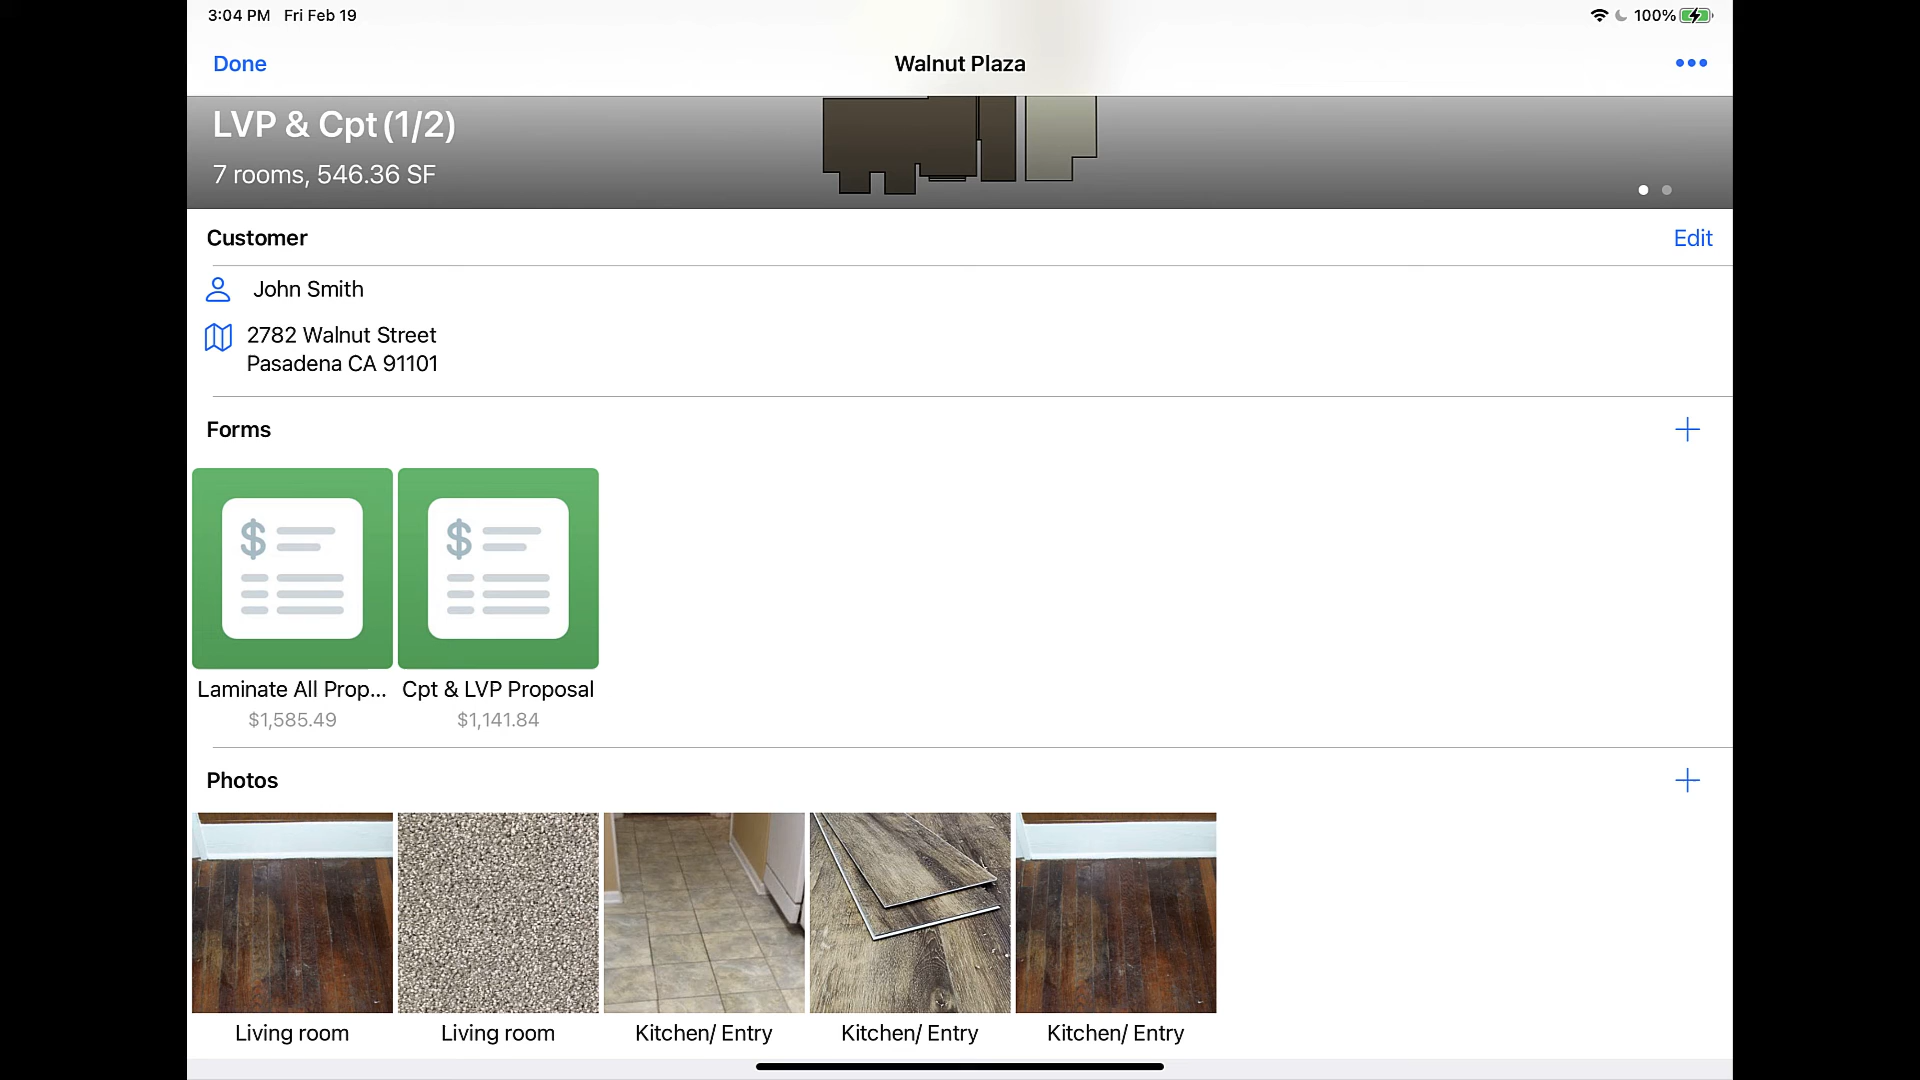 3:04 PM Fri Feb 19
100%
Done
Walnut Plaza
LVP & Cpt (1/2)
7 rooms, 546.36 SF
Customer
Edit
John Smith
2782 Walnut Street
Pasadena CA 91101
Forms
$ $
Laminate All Prop... Cpt & LVP Proposal
$1,585.49 $1,141.84
Photos
Living room Living room Kitchen/ Entry Kitchen/ Entry Kitchen/ Entry